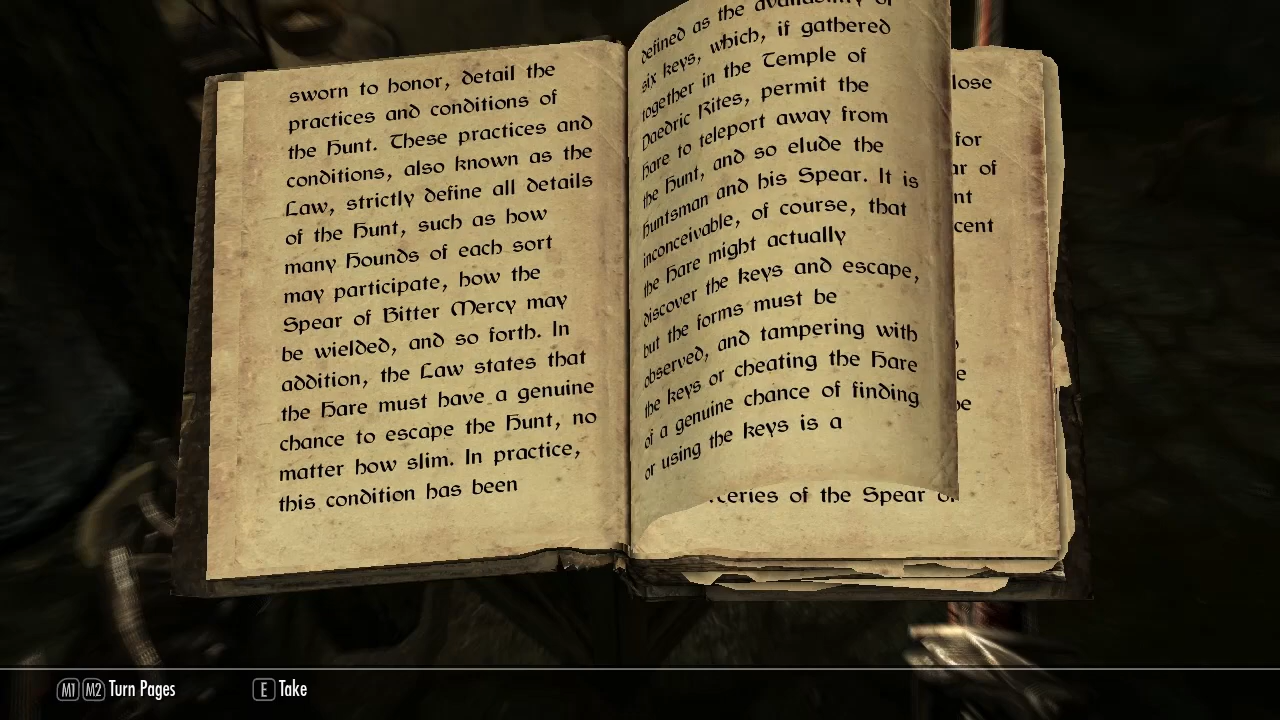 sworn to honor, detail the
practices and conditions of
the Hunt. These practices and
conditions, also known as the
Law, strictly define all details
of the Hunt, such as how
many Hounds of each sort
may participate, how the
Spear of Bitter Mercy may
be wielded, and so forth. In
addition, the Law states that
the Hare must have a genuine
chance to escape the Hunt, no
matter how slim. In practice,
this condition has been
defined as the availability of
six keys, which, if gathered
together in the Temple of
Daedric Rites, permit the
Hare to teleport away from
the Hunt, and so elude the
Huntsman and his Spear. It is
inconceivable, of course, that
the Hare might actually
discover the keys and escape,
but the forms must be
observed, and tampering with
the keys or cheating the Hare
of a genuine chance of finding
or using the keys is a
lose
for
of
of the Spear
M1 M2 Turn Pages
E Take